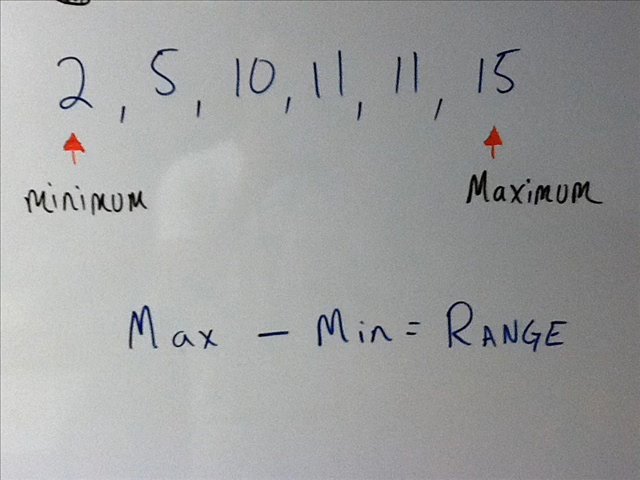 2, 5, 10, 11, 11, 15
minimum Maximum
Max - Min = RANGE